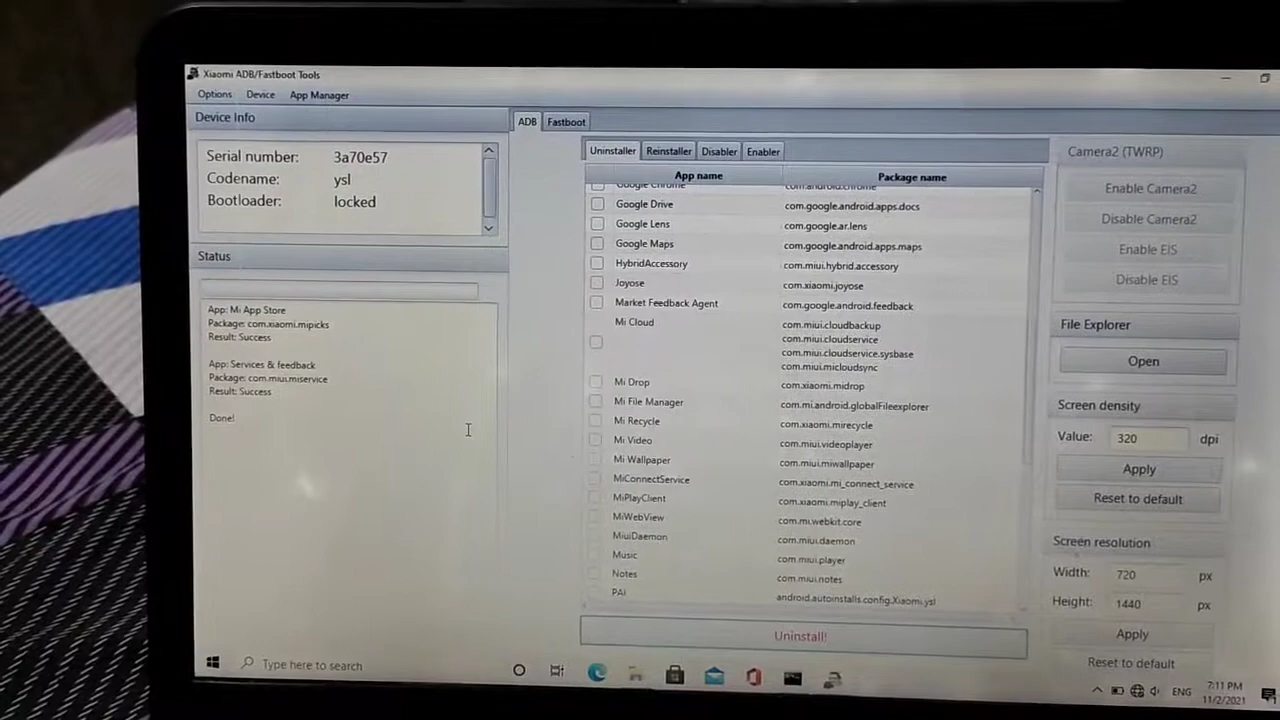 Xiaomi ADB/Fastboot Tools
Options Device App Manager
Device Info
Serial number: 3a70e57
Codename: ysl
Bootloader: locked
Status
App: Mi App Store
Package: com.xiaomi.mipicks
Result: Success
App: Services & feedback
Package: com.miui.miservice
Result: Success
Done!
ADB Fastboot
Uninstaller Reinstaller Disabler Enabler
App name Package name
Google Chrome com.android.chrome
Google Drive com.google.android.apps.docs
Google Lens com.google.ar.lens
Google Maps com.google.android.apps.maps
HybridAccessory com.miui.hybrid.accessory
Joyose com.xiaomi.joyose
Market Feedback Agent com.google.android.feedback
Mi Cloud com.miui.cloudbackup
com.miui.cloudservice
com.miui.cloudservice.sysbase
com.miui.micloudsync
Mi Drop com.xiaomi.midrop
Mi File Manager com.mi.android.globalFileexplorer
Mi Recycle com.xiaomi.mirecycle
Mi Video com.miui.videoplayer
Mi Wallpaper com.miui.miwallpaper
MiConnectService com.xiaomi.mi_connect_service
MiPlayClient com.xiaomi.miplay_client
MiWebView com.mi.webkit.core
MiuiDaemon com.miui.daemon
Music com.miui.player
Notes com.miui.notes
PAI android.autoinstalls.config.Xiaomi.ysl
Uninstall!
Camera2 (TWRP)
Enable Camera2
Disable Camera2
Enable EIS
Disable EIS
File Explorer
Open
Screen density
Value: 320 dpi
Apply
Reset to default
Screen resolution
Width: 720 px
Height: 1440 px
Apply
Reset to default
Type here to search
ENG
7:11 PM
11/2/2021